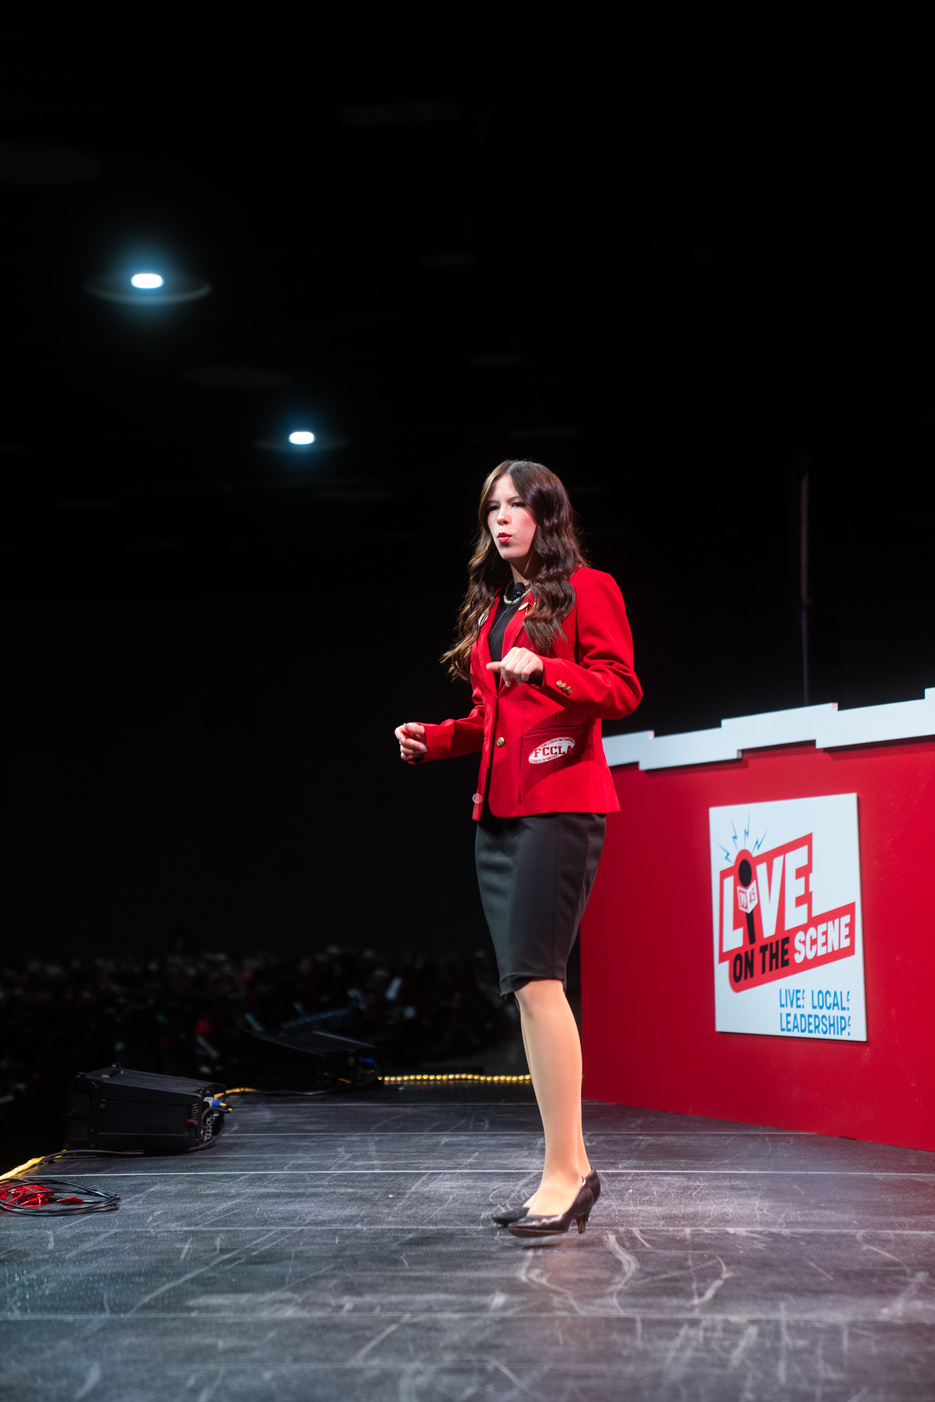 FCCLA
LIVE
ON THE SCENE
LIVE! LOCAL!
LEADERSHIP!